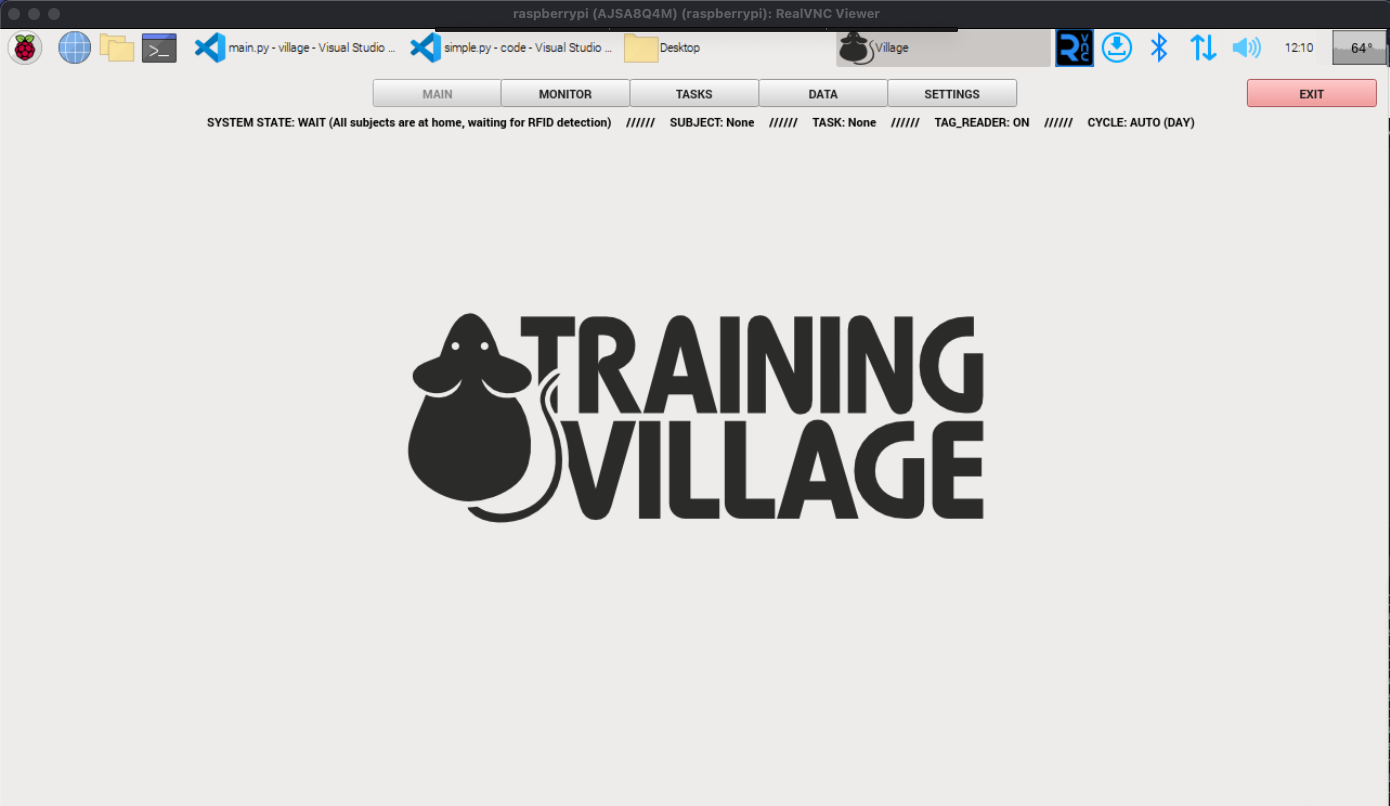 raspberrypi (AJSA8Q4M) (raspberrypi): RealVNC Viewer
main.py - village - Visual Studio ... simple.py - code - Visual Studio ... Desktop Village VNC 12:10 64°
MAIN MONITOR TASKS DATA SETTINGS EXIT
SYSTEM STATE: WAIT (All subjects are at home, waiting for RFID detection) ////// SUBJECT: None ////// TASK: None ////// TAG_READER: ON ////// CYCLE: AUTO (DAY)
TRAINING
VILLAGE